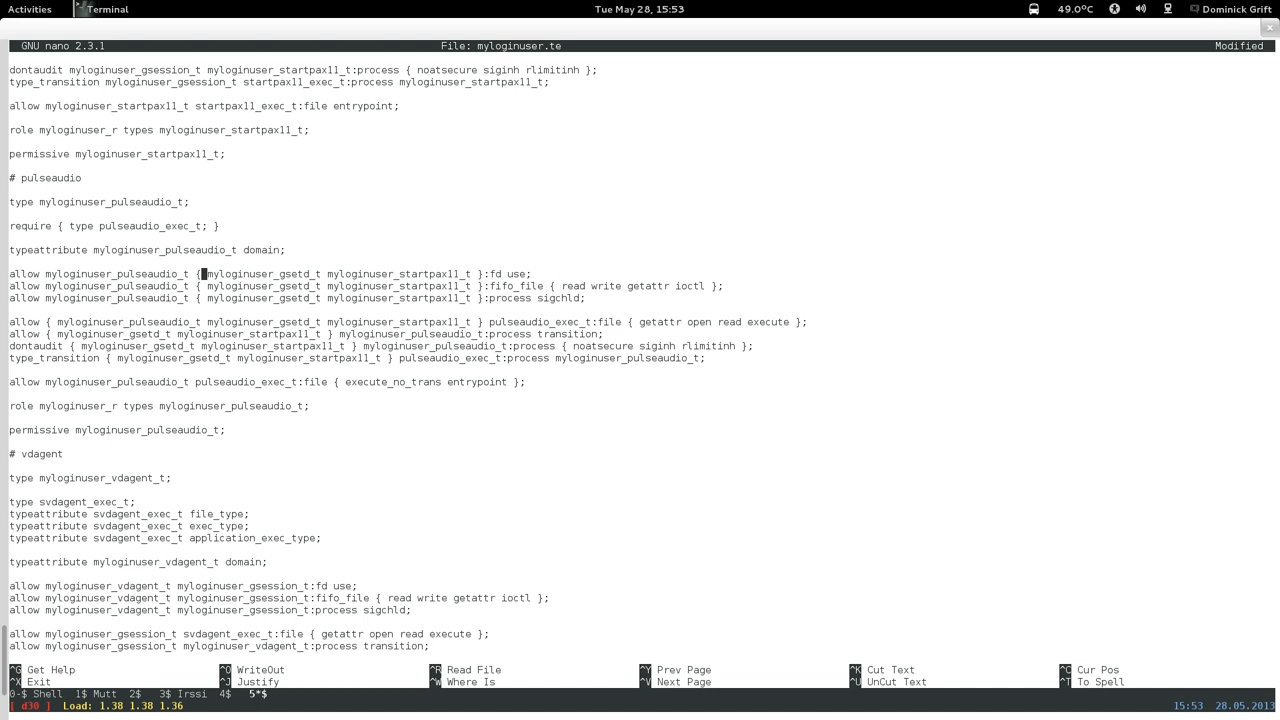 Activities Terminal Tue May 28, 15:53 49.0°C Dominick Grift
GNU nano 2.3.1 File: myloginuser.te Modified
dontaudit myloginuser_gsession_t myloginuser_startpax11_t:process { noatsecure siginh rlimitinh };
type_transition myloginuser_gsession_t startpax11_exec_t:process myloginuser_startpax11_t;
allow myloginuser_startpax11_t startpax11_exec_t:file entrypoint;
role myloginuser_r types myloginuser_startpax11_t;
permissive myloginuser_startpax11_t;
# pulseaudio
type myloginuser_pulseaudio_t;
require { type pulseaudio_exec_t; }
typeattribute myloginuser_pulseaudio_t domain;
allow myloginuser_pulseaudio_t { myloginuser_gsetd_t myloginuser_startpax11_t }:fd use;
allow myloginuser_pulseaudio_t { myloginuser_gsetd_t myloginuser_startpax11_t }:fifo_file { read write getattr ioctl };
allow myloginuser_pulseaudio_t { myloginuser_gsetd_t myloginuser_startpax11_t }:process sigchld;
allow { myloginuser_pulseaudio_t myloginuser_gsetd_t myloginuser_startpax11_t } pulseaudio_exec_t:file { getattr open read execute };
allow { myloginuser_gsetd_t myloginuser_startpax11_t } myloginuser_pulseaudio_t:process transition;
dontaudit { myloginuser_gsetd_t myloginuser_startpax11_t } myloginuser_pulseaudio_t:process { noatsecure siginh rlimitinh };
type_transition { myloginuser_gsetd_t myloginuser_startpax11_t } pulseaudio_exec_t:process myloginuser_pulseaudio_t;
allow myloginuser_pulseaudio_t pulseaudio_exec_t:file { execute_no_trans entrypoint };
role myloginuser_r types myloginuser_pulseaudio_t;
permissive myloginuser_pulseaudio_t;
# vdagent
type myloginuser_vdagent_t;
type svdagent_exec_t;
typeattribute svdagent_exec_t file_type;
typeattribute svdagent_exec_t exec_type;
typeattribute svdagent_exec_t application_exec_type;
typeattribute myloginuser_vdagent_t domain;
allow myloginuser_vdagent_t myloginuser_gsession_t:fd use;
allow myloginuser_vdagent_t myloginuser_gsession_t:fifo_file { read write getattr ioctl };
allow myloginuser_vdagent_t myloginuser_gsession_t:process sigchld;
allow myloginuser_gsession_t svdagent_exec_t:file { getattr open read execute };
allow myloginuser_gsession_t myloginuser_vdagent_t:process transition;
^G Get Help ^O WriteOut ^R Read File ^Y Prev Page ^K Cut Text ^C Cur Pos
^X Exit ^J Justify ^W Where Is ^V Next Page ^U UnCut Text ^T To Spell
0-$ Shell 1$ Mutt 2$ 3$ Irssi 4$ 5*$
[ d30 ] Load: 1.38 1.38 1.36 15:53 28.05.2013